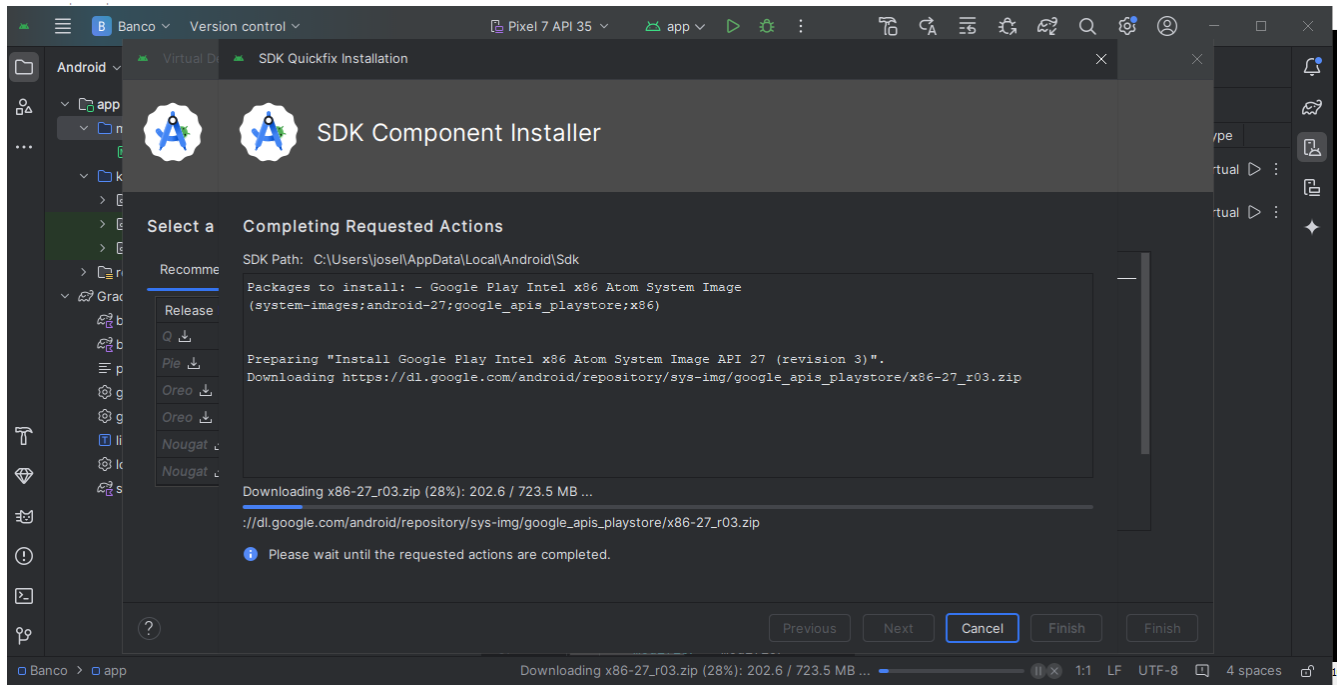 B Banco Version control Pixel 7 API 35 app
Android Virtual De SDK Quickfix Installation
app
SDK Component Installer
ype
tual
tual
Select a Completing Requested Actions
SDK Path: C:\Users\josel\AppData\Local\Android\Sdk
Recomme
Packages to install: - Google Play Intel x86 Atom System Image
(system-images;android-27;google_apis_playstore;x86)
Grad
Release
Q
Pie
Preparing "Install Google Play Intel x86 Atom System Image API 27 (revision 3)".
Downloading https://dl.google.com/android/repository/sys-img/google_apis_playstore/x86-27_r03.zip
Oreo
Oreo
Nougat
Nougat
Downloading x86-27_r03.zip (28%): 202.6 / 723.5 MB ...
://dl.google.com/android/repository/sys-img/google_apis_playstore/x86-27_r03.zip
Please wait until the requested actions are completed.
? Previous Next Cancel Finish Finish
Banco > app Downloading x86-27_r03.zip (28%): 202.6 / 723.5 MB ... 1:1 LF UTF-8 4 spaces